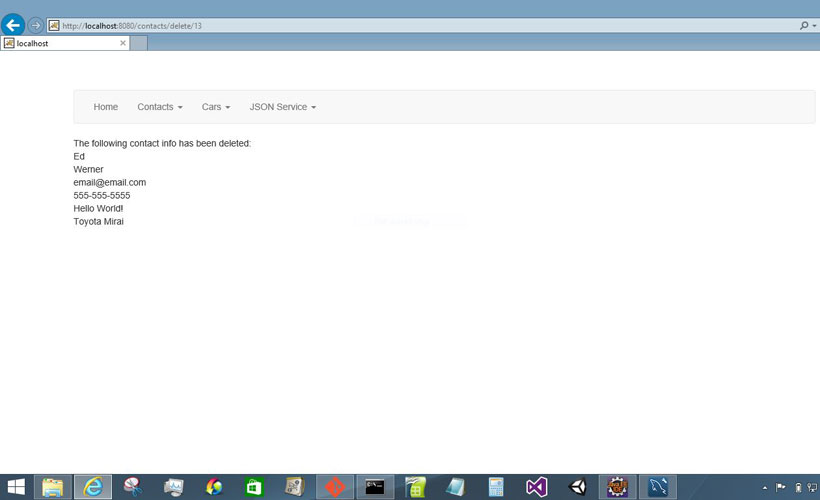 http://localhost:8080/contacts/delete/13
localhost
Home Contacts Cars JSON Service
The following contact info has been deleted:
Ed
Werner
email@email.com
555-555-5555
Hello World!
Toyota Mirai